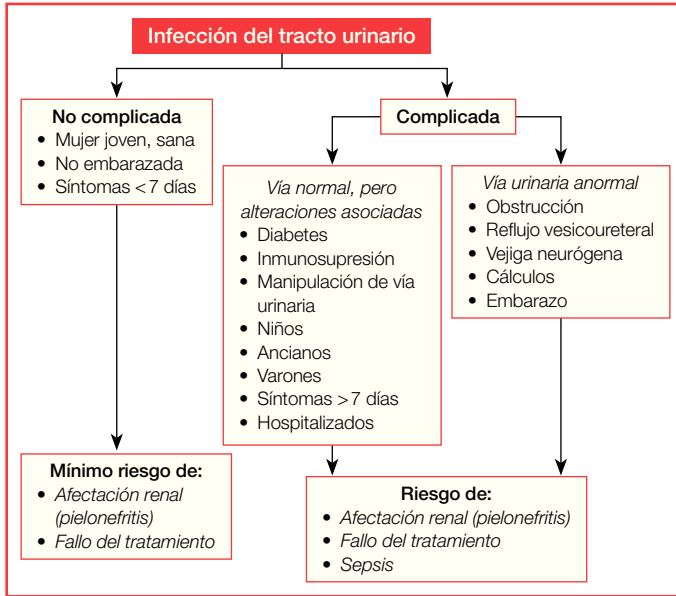 Infección del tracto urinario
No complicada
• Mujer joven, sana
• No embarazada
• Síntomas < 7 días
Complicada
Vía normal, pero
alteraciones asociadas
• Diabetes
• Inmunosupresión
• Manipulación de vía
urinaria
• Niños
• Ancianos
• Varones
• Síntomas > 7 días
• Hospitalizados
Vía urinaria anormal
• Obstrucción
• Reflujo vesicoureteral
• Vejiga neurógena
• Cálculos
• Embarazo
Mínimo riesgo de:
• Afectación renal
(pielonefritis)
• Fallo del tratamiento
Riesgo de:
• Afectación renal (pielonefritis)
• Fallo del tratamiento
• Sepsis